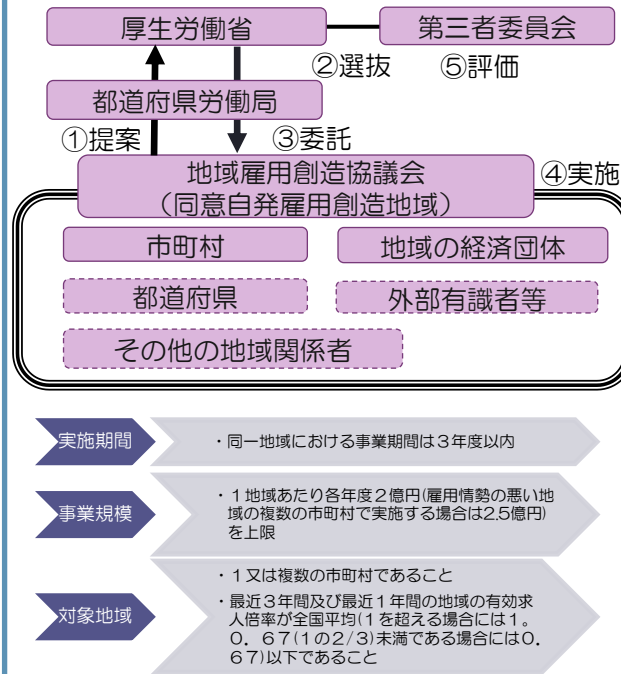 厚生労働省
第三者委員会
②選抜
⑤評価
都道府県労働局
①提案
③委託
地域雇用創造協議会
（同意自発雇用創造地域）
④実施
市町村
地域の経済団体
都道府県
外部有識者等
その他の地域関係者
実施期間
・同一地域における事業期間は３年度以内
事業規模
・１地域あたり各年度２億円(雇用情勢の悪い地
域の複数の市町村で実施する場合は2.5億円)
を上限
対象地域
・１又は複数の市町村であること
・最近３年間及び最近１年間の地域の有効求
人倍率が全国平均(１を超える場合には１。
０．６７(１の２/３)未満である場合には０．
６７)以下であること